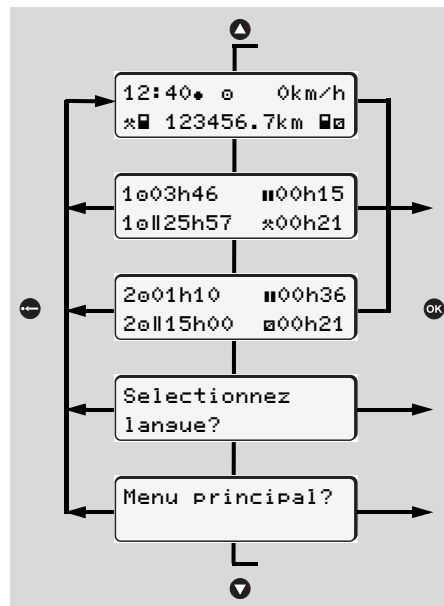 12:40 0km/h
123456.7km
1 03h46 00h15
1 25h57 00h21
2 01h10 00h36
2 15h00 00h21
Selectionnez
langue?
Menu principal?
OK